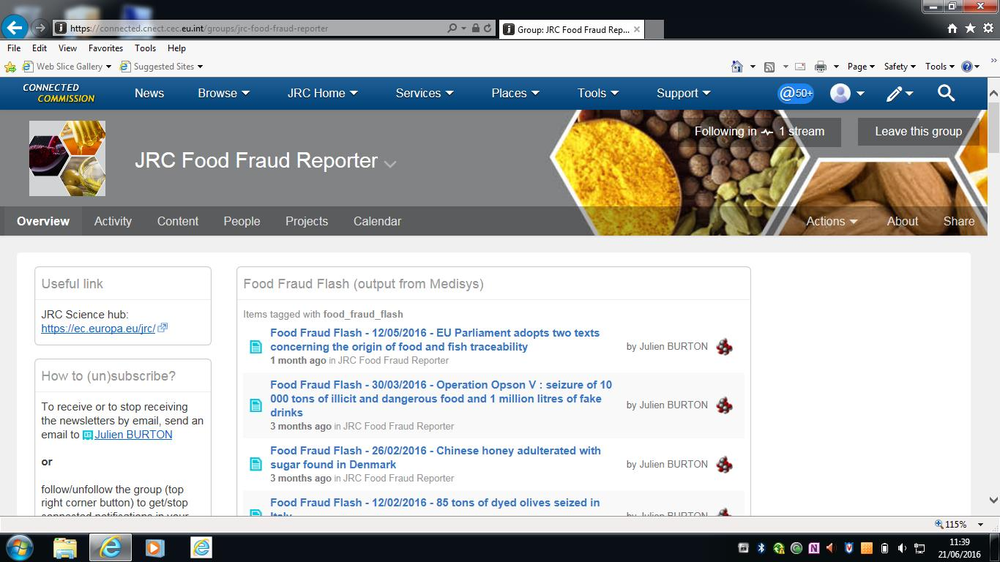 https://connected.cnect.cec.eu.int/groups/jrc-food-fraud-reporter
Group: JRC Food Fraud Rep...
File Edit View Favorites Tools Help
Web Slice Gallery
Suggested Sites
Page Safety Tools
CONNECTED
COMMISSION
News Browse JRC Home Services Places Tools Support
@50+
Following in 1 stream
Leave this group
JRC Food Fraud Reporter
Overview Activity Content People Projects Calendar
Actions About Share
Useful link
JRC Science hub:
https://ec.europa.eu/jrc/
How to (un)subscribe?
To receive or to stop receiving
the newsletters by email, send an
email to Julien BURTON
or
follow/unfollow the group (top
right corner button) to get/stop
connected notifications in your
Food Fraud Flash (output from Medisys)
Items tagged with food_fraud_flash
Food Fraud Flash - 12/05/2016 - EU Parliament adopts two texts
concerning the origin of food and fish traceability
1 month ago in JRC Food Fraud Reporter
by Julien BURTON
Food Fraud Flash - 30/03/2016 - Operation Opson V : seizure of 10
000 tons of illicit and dangerous food and 1 million litres of fake
drinks
3 months ago in JRC Food Fraud Reporter
by Julien BURTON
Food Fraud Flash - 26/02/2016 - Chinese honey adulterated with
sugar found in Denmark
3 months ago in JRC Food Fraud Reporter
by Julien BURTON
Food Fraud Flash - 12/02/2016 - 85 tons of dyed olives seized in
Italy
by Julien BURTON
115%
11:39
21/06/2016